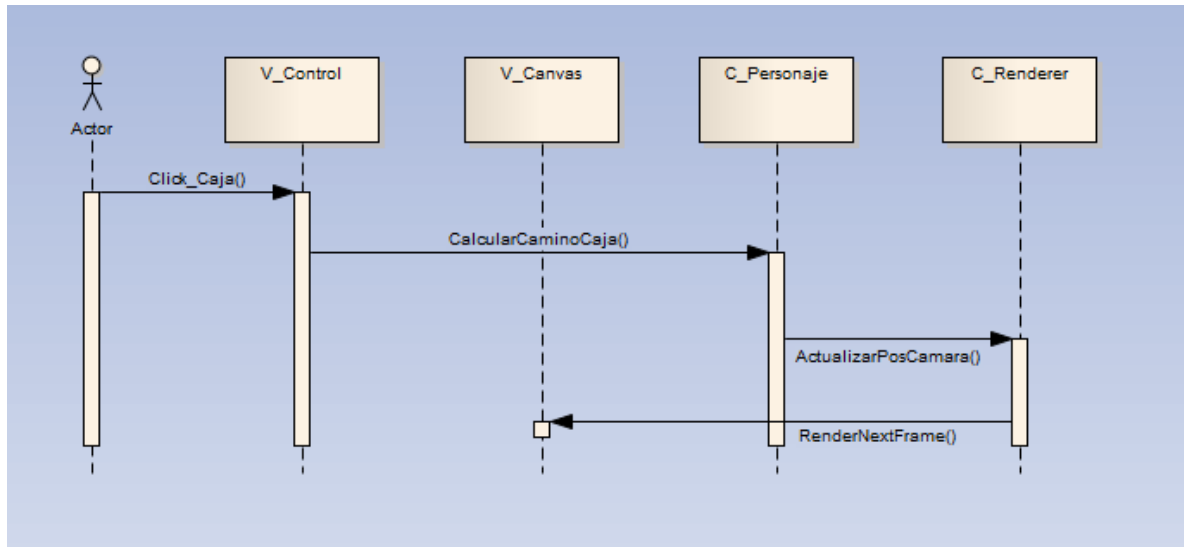 V_Control
V_Canvas
C_Personaje
C_Renderer
Actor
Click_Caja()
CalcularCaminoCaja()
ActualizarPosCamara()
RenderNextFrame()